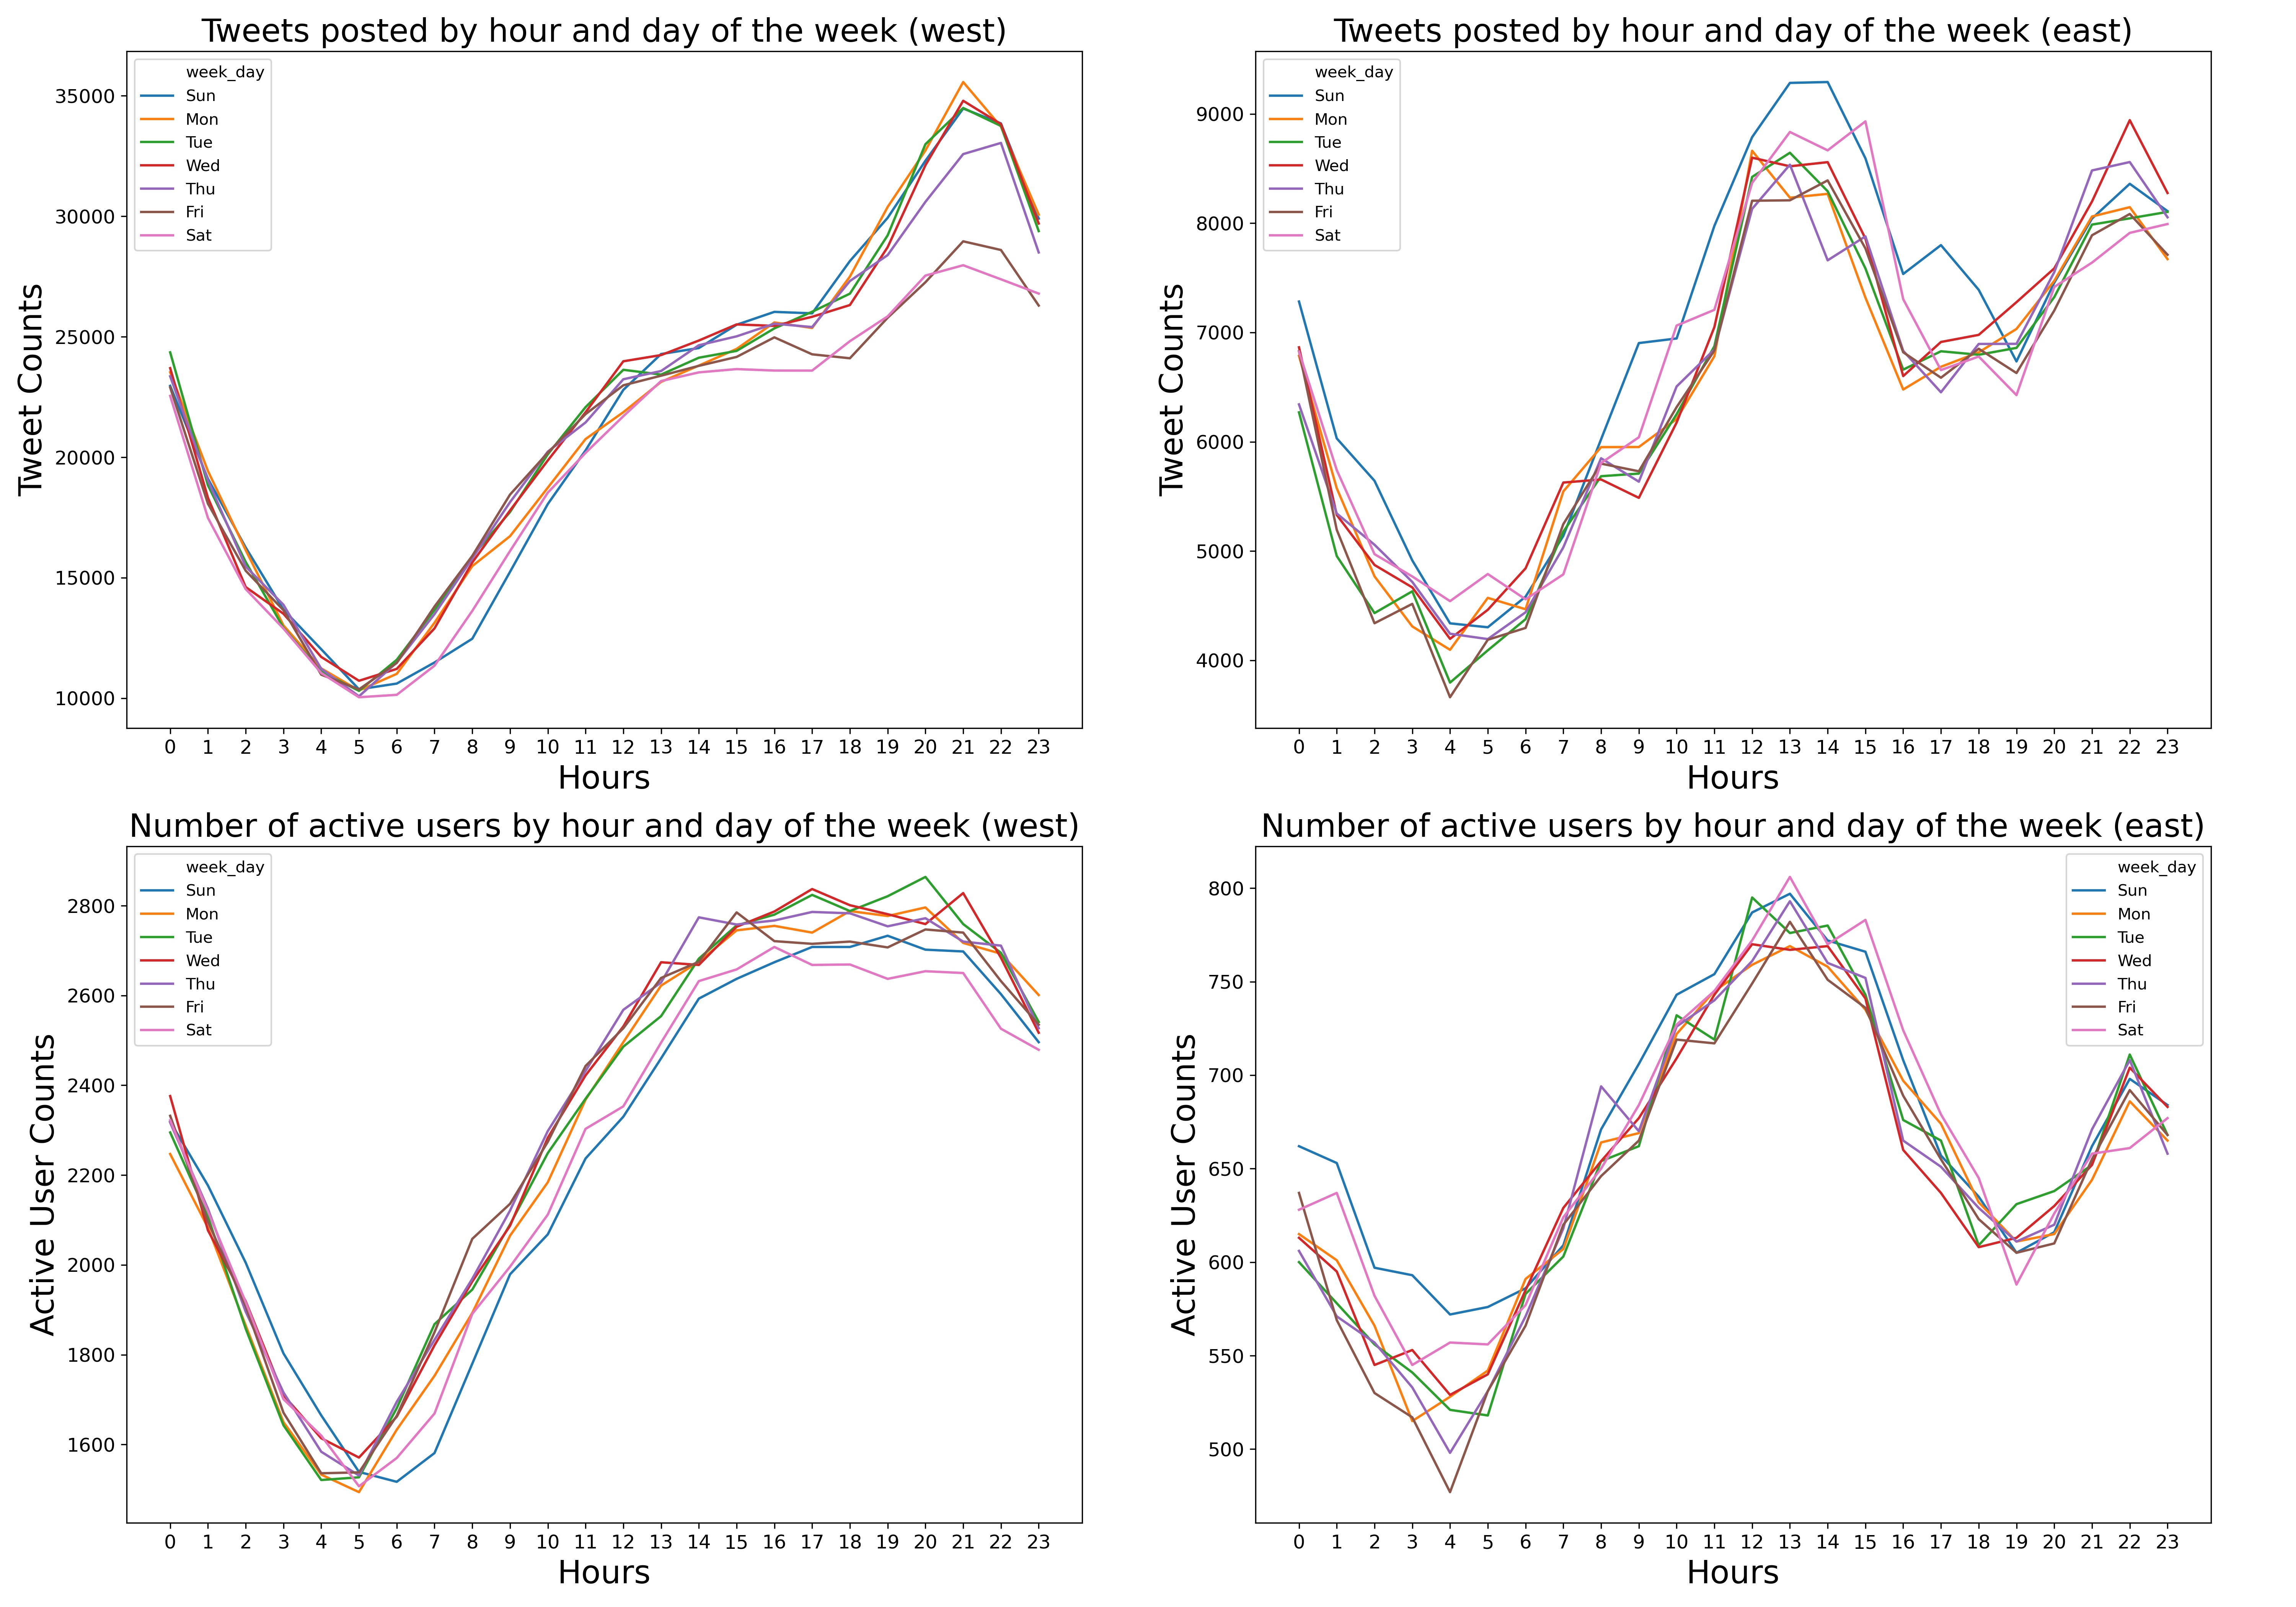 Tweets posted by hour and day of the week (west)
Tweet Counts
35000
30000
25000
20000
15000
10000
week_day
Sun
Mon
Tue
Wed
Thu
Fri
Sat
0 1 2 3 4 5 6 7 8 9 10 11 12 13 14 15 16 17 18 19 20 21 22 23
Hours
Tweets posted by hour and day of the week (east)
Tweet Counts
9000
8000
7000
6000
5000
4000
week_day
Sun
Mon
Tue
Wed
Thu
Fri
Sat
0 1 2 3 4 5 6 7 8 9 10 11 12 13 14 15 16 17 18 19 20 21 22 23
Hours
Number of active users by hour and day of the week (west)
Active User Counts
2800
2600
2400
2200
2000
1800
1600
week_day
Sun
Mon
Tue
Wed
Thu
Fri
Sat
0 1 2 3 4 5 6 7 8 9 10 11 12 13 14 15 16 17 18 19 20 21 22 23
Hours
Number of active users by hour and day of the week (east)
Active User Counts
800
750
700
650
600
550
500
week_day
Sun
Mon
Tue
Wed
Thu
Fri
Sat
0 1 2 3 4 5 6 7 8 9 10 11 12 13 14 15 16 17 18 19 20 21 22 23
Hours